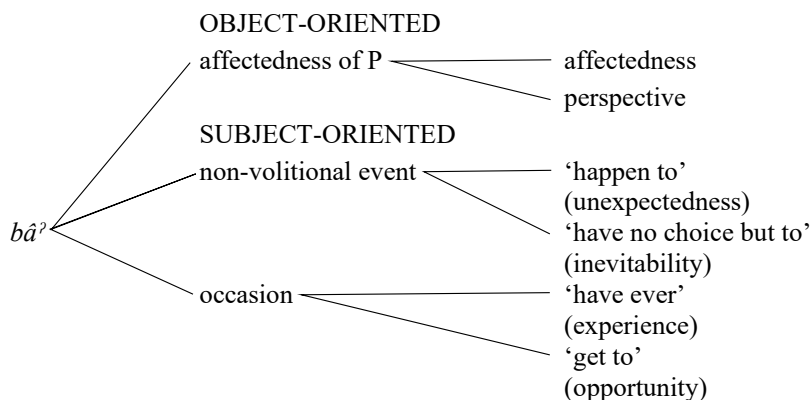 OBJECT-ORIENTED
affectedness of P
affectedness
perspective
SUBJECT-ORIENTED
non-volitional event
‘happen to’
(unexpectedness)
bâˀ
‘have no choice but to’
(inevitability)
occasion
‘have ever’
(experience)
‘get to’
(opportunity)